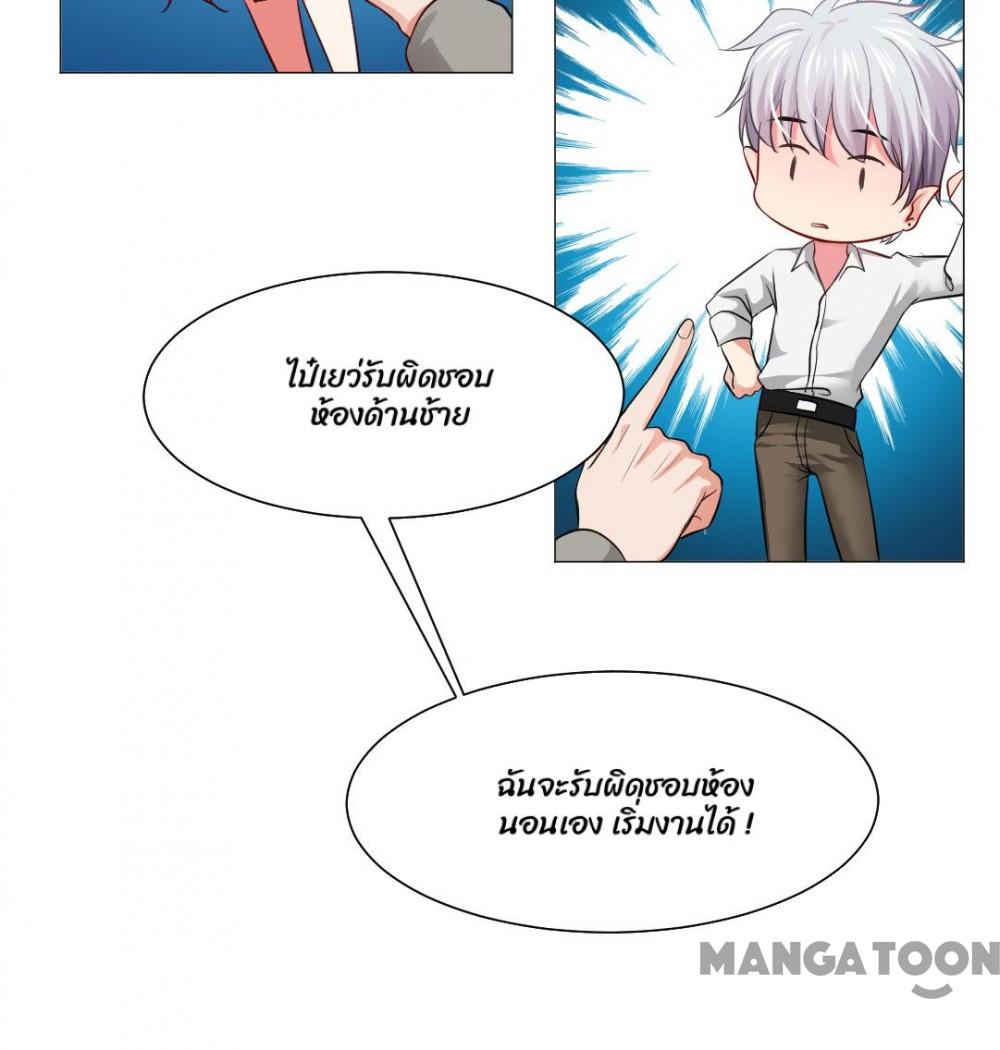 ไป๋เยว่รับผิดชอบ
ห้องด้านซ้าย
ฉันจะรับผิดชอบห้อง
นอนเอง เริ่มงานได้ !
MANGATOON